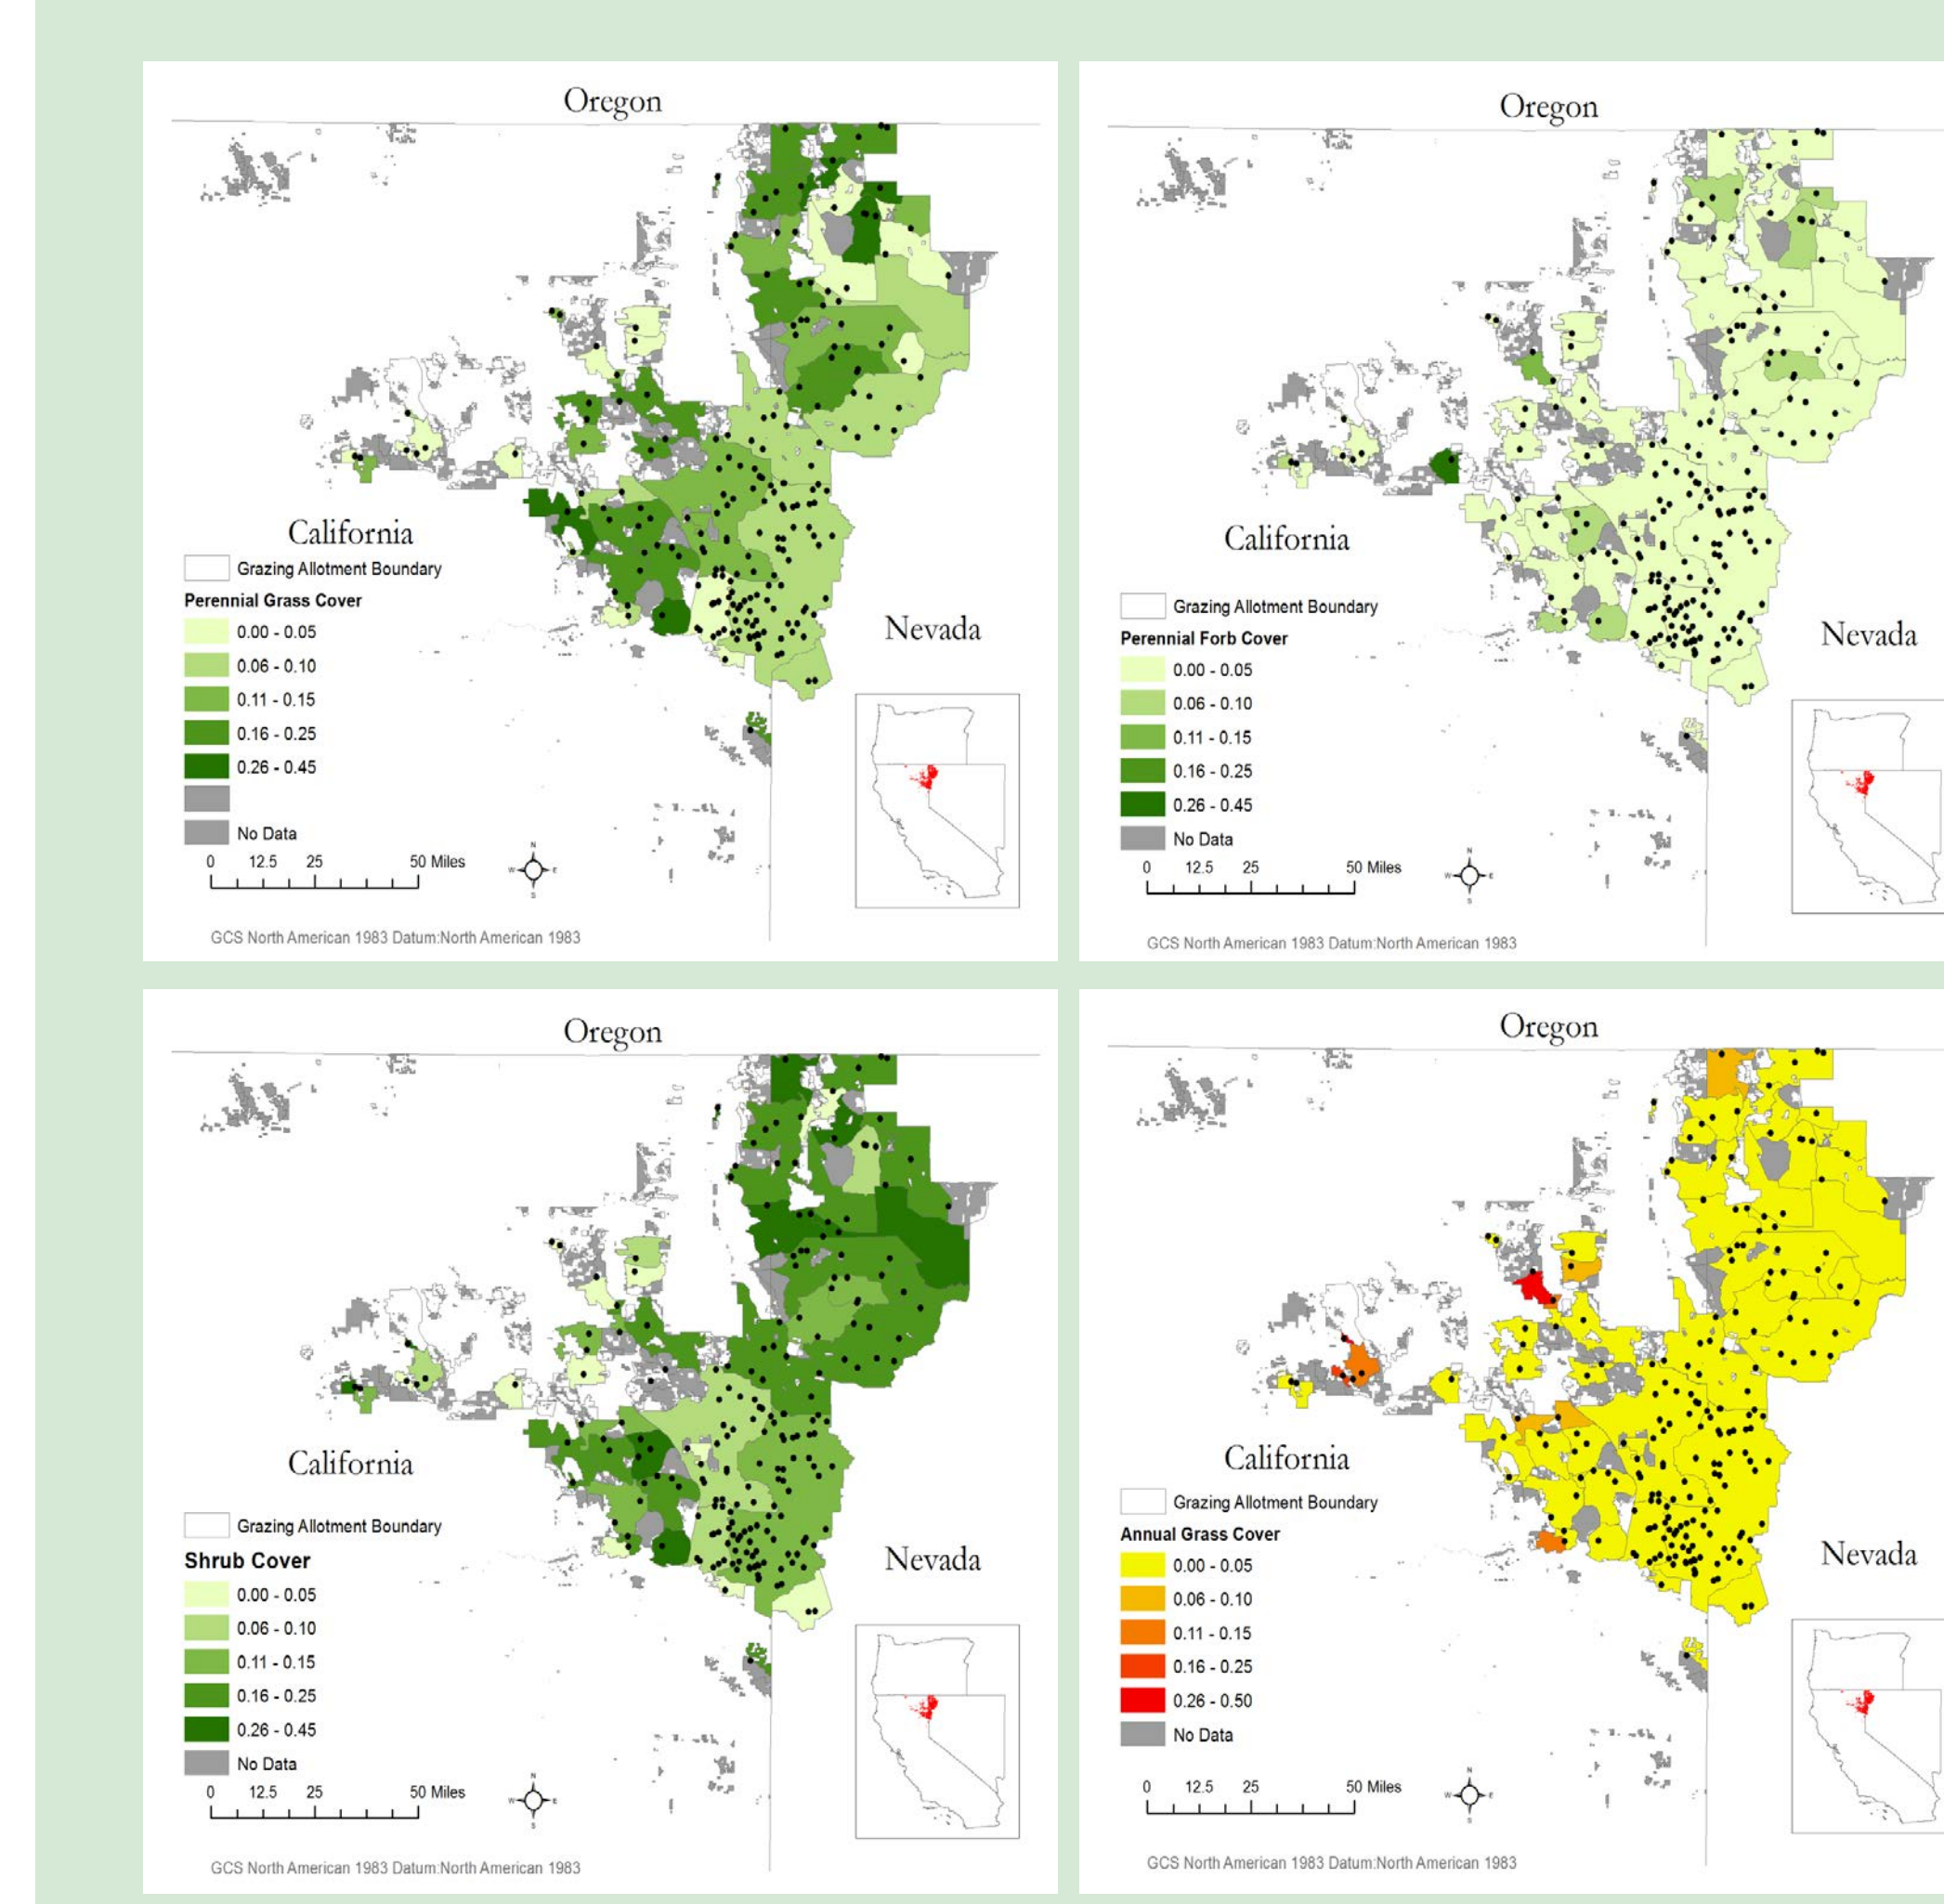 Oregon
California
Grazing Allotment Boundary
Perennial Grass Cover
0.00 - 0.05
0.06 - 0.10
0.11 - 0.15
0.16 - 0.25
0.26 - 0.45
No Data
Nevada
0 12.5 25 50 Miles
N
W E
S
GCS North American 1983 Datum:North American 1983
Oregon
California
Grazing Allotment Boundary
Perennial Forb Cover
0.00 - 0.05
0.06 - 0.10
0.11 - 0.15
0.16 - 0.25
0.26 - 0.45
No Data
Nevada
0 12.5 25 50 Miles
N
W E
S
GCS North American 1983 Datum:North American 1983
Oregon
California
Grazing Allotment Boundary
Shrub Cover
0.00 - 0.05
0.06 - 0.10
0.11 - 0.15
0.16 - 0.25
0.26 - 0.45
No Data
Nevada
0 12.5 25 50 Miles
N
W E
S
GCS North American 1983 Datum:North American 1983
Oregon
California
Grazing Allotment Boundary
Annual Grass Cover
0.00 - 0.05
0.06 - 0.10
0.11 - 0.15
0.16 - 0.25
0.26 - 0.50
No Data
Nevada
0 12.5 25 50 Miles
N
W E
S
GCS North American 1983 Datum:North American 1983